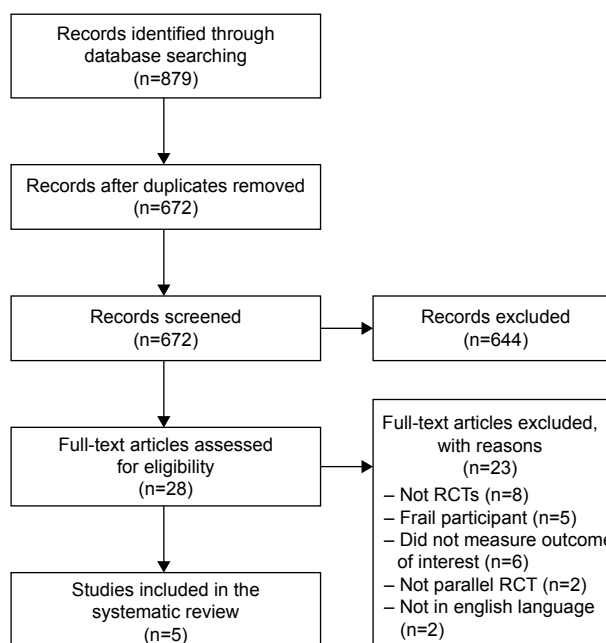 Records identified through
database searching
(n=879)
Records after duplicates removed
(n=672)
Records screened
(n=672)
Records excluded
(n=644)
Full-text articles assessed
for eligibility
(n=28)
Full-text articles excluded,
with reasons
(n=23)
– Not RCTs (n=8)
– Frail participant (n=5)
– Did not measure outcome
of interest (n=6)
– Not parallel RCT (n=2)
– Not in english language
(n=2)
Studies included in the
systematic review
(n=5)